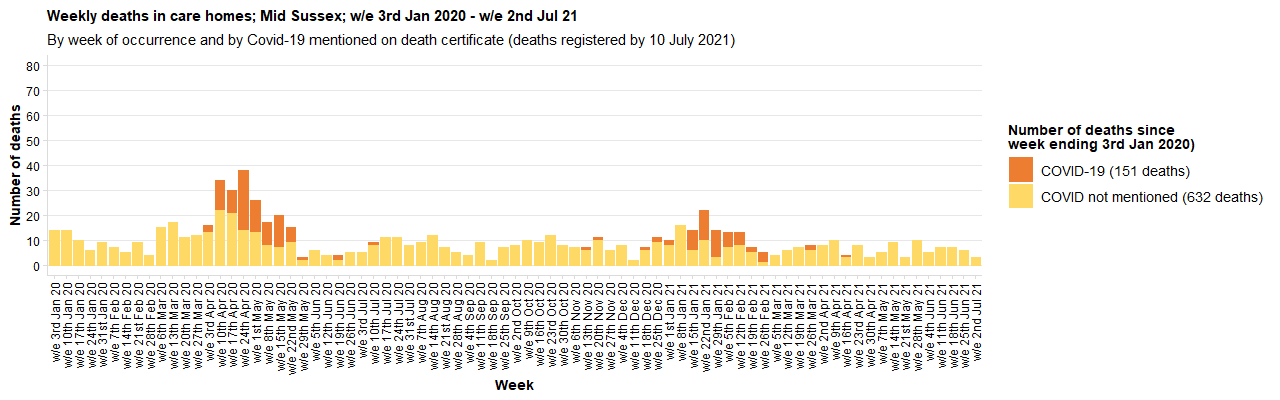 Weekly deaths in care homes; Mid Sussex; w/e 3rd Jan 2020 - w/e 2nd Jul 21
By week of occurrence and by Covid-19 mentioned on death certificate (deaths registered by 10 July 2021)
80
70
60
50
40
30
20
10
0
Number of deaths
w/e 3rd Jan 20
w/e 10th Jan 20
w/e 17th Jan 20
w/e 24th Jan 20
w/e 31st Jan 20
w/e 7th Feb 20
w/e 14th Feb 20
w/e 21st Feb 20
w/e 28th Feb 20
w/e 6th Mar 20
w/e 13th Mar 20
w/e 20th Mar 20
w/e 27th Mar 20
w/e 3rd Apr 20
w/e 10th Apr 20
w/e 17th Apr 20
w/e 24th Apr 20
w/e 1st May 20
w/e 8th May 20
w/e 15th May 20
w/e 22nd May 20
w/e 29th May 20
w/e 5th Jun 20
w/e 12th Jun 20
w/e 19th Jun 20
w/e 26th Jun 20
w/e 3rd Jul 20
w/e 10th Jul 20
w/e 17th Jul 20
w/e 24th Jul 20
w/e 31st Jul 20
w/e 7th Aug 20
w/e 14th Aug 20
w/e 21st Aug 20
w/e 28th Aug 20
w/e 4th Sep 20
w/e 11th Sep 20
w/e 18th Sep 20
w/e 25th Sep 20
w/e 2nd Oct 20
w/e 9th Oct 20
w/e 16th Oct 20
w/e 23rd Oct 20
w/e 30th Oct 20
w/e 6th Nov 20
w/e 13th Nov 20
w/e 20th Nov 20
w/e 27th Nov 20
w/e 4th Dec 20
w/e 11th Dec 20
w/e 18th Dec 20
w/e 25th Dec 20
w/e 1st Jan 21
w/e 8th Jan 21
w/e 15th Jan 21
w/e 22nd Jan 21
w/e 29th Jan 21
w/e 5th Feb 21
w/e 12th Feb 21
w/e 19th Feb 21
w/e 26th Feb 21
w/e 5th Mar 21
w/e 12th Mar 21
w/e 19th Mar 21
w/e 26th Mar 21
w/e 2nd Apr 21
w/e 9th Apr 21
w/e 16th Apr 21
w/e 23rd Apr 21
w/e 30th Apr 21
w/e 7th May 21
w/e 14th May 21
w/e 21st May 21
w/e 28th May 21
w/e 4th Jun 21
w/e 11th Jun 21
w/e 18th Jun 21
w/e 25th Jun 21
w/e 2nd Jul 21
Week
Number of deaths since
week ending 3rd Jan 2020)
COVID-19 (151 deaths)
COVID not mentioned (632 deaths)